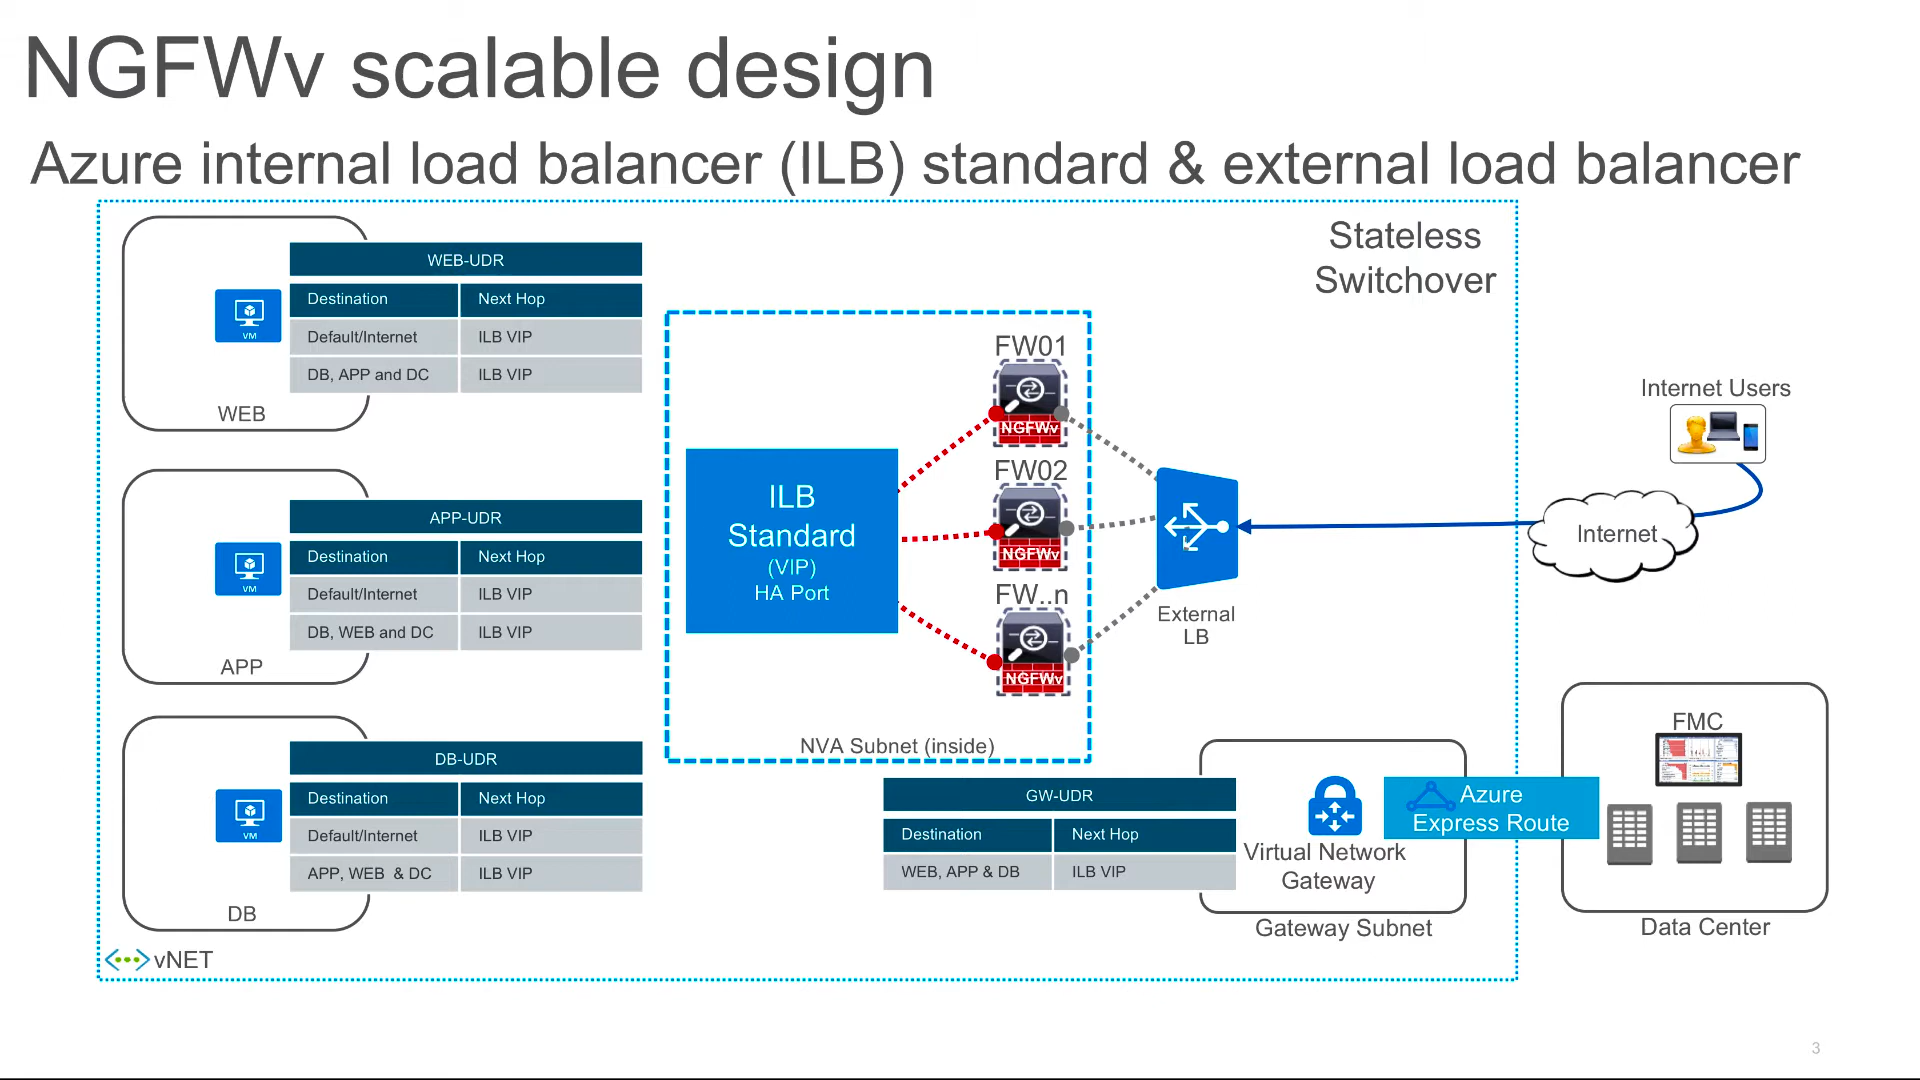 NGFWv scalable design
Azure internal load balancer (ILB) standard & external load balancer
Stateless
Switchover
WEB-UDR
Destination Next Hop
Default/Internet ILB VIP
DB, APP and DC ILB VIP
VM
WEB
APP-UDR
Destination Next Hop
Default/Internet ILB VIP
DB, WEB and DC ILB VIP
VM
APP
DB-UDR
Destination Next Hop
Default/Internet ILB VIP
APP, WEB & DC ILB VIP
VM
DB
vNET
ILB
Standard
(VIP)
HA Port
FW01
NGFWv
FW02
NGFWv
FW..n
NGFWv
NVA Subnet (inside)
External
LB
Internet Users
Internet
GW-UDR
Destination Next Hop
WEB, APP & DB ILB VIP
Virtual Network
Gateway
Gateway Subnet
Azure
Express Route
FMC
Data Center
3